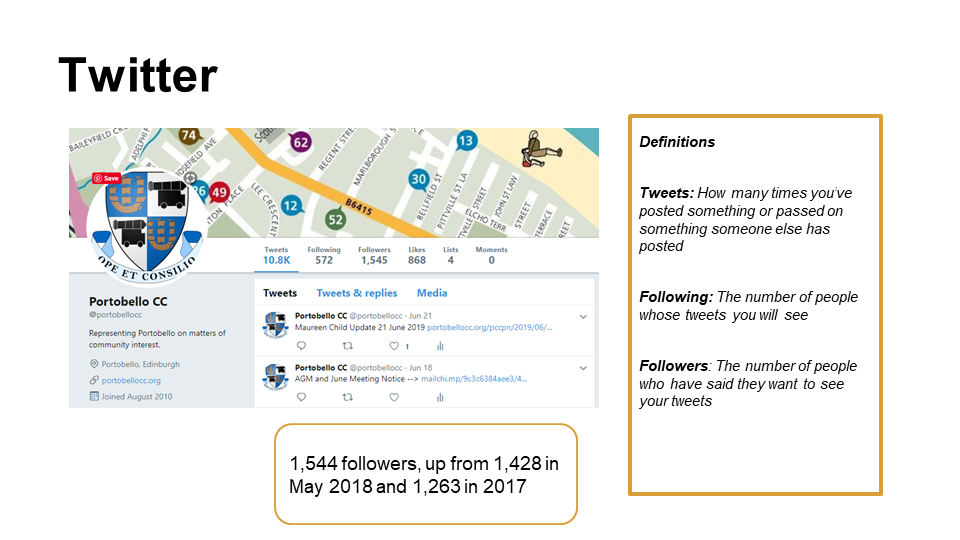 Twitter
BAILEYFIELD
ADELPHI
ROSEFIELD AVE
74
62
REGENT STREET
MARLBOROUGH
13
30
BELLFIELD ST
PITTVILLE ST LA
JOHN ST LANE
ELCHO TERR
TERRACE
STREET
LEE CRESCENT
PLACE
49
12
B6415
52
Save
OPE ET CONSILIO
Tweets Following Followers Likes Lists Moments
10.8K 572 1,545 868 4 0
Portobello CC
@portobellocc
Representing Portobello on matters of
community interest.
Portobello, Edinburgh
portobellocc.org
Joined August 2010
Tweets Tweets & replies Media
Portobello CC @portobellocc · Jun 21
Maureen Child Update 21 June 2019 portobellocc.org/pccpn/2019/06/...
1
Portobello CC @portobellocc · Jun 18
AGM and June Meeting Notice --> mailchi.mp/9c3c6384aee3/4...
1,544 followers, up from 1,428 in
May 2018 and 1,263 in 2017
Definitions
Tweets: How many times you've
posted something or passed on
something someone else has
posted
Following: The number of people
whose tweets you will see
Followers: The number of people
who have said they want to see
your tweets